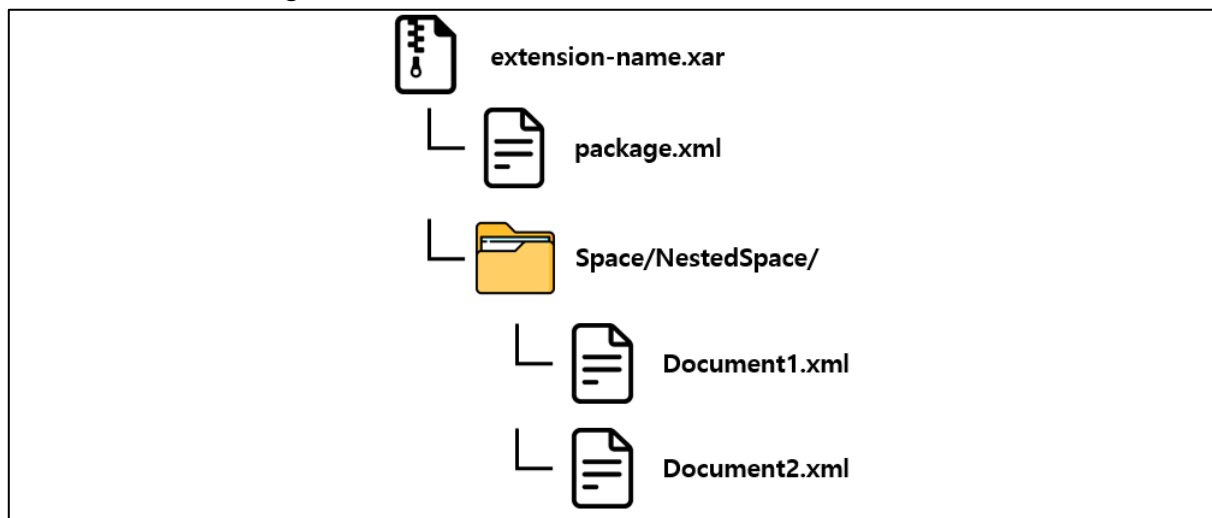 extension-name.xar
package.xml
Space/NestedSpace/
Document1.xml
Document2.xml